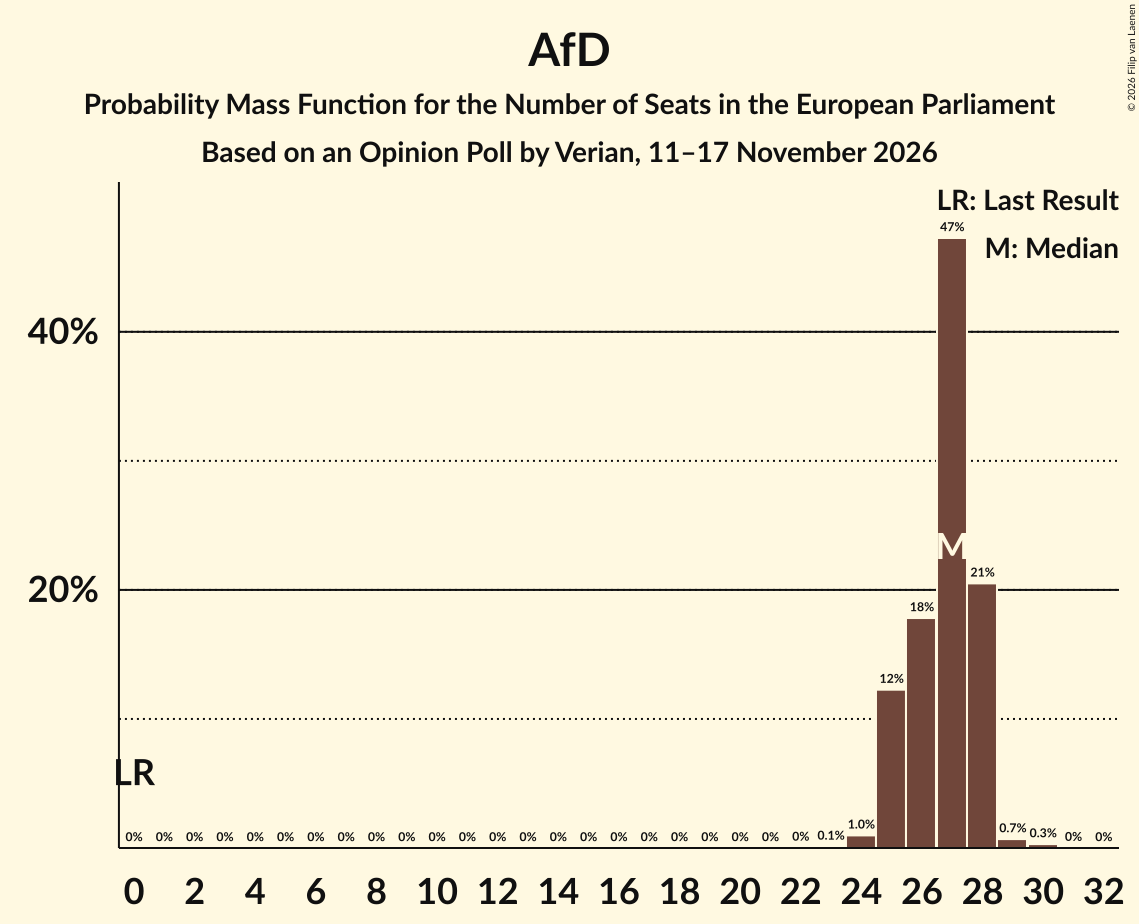 AfD
Probability Mass Function for the Number of Seats in the European Parliament
Based on an Opinion Poll by Verian, 11–17 November 2026
© 2026 Filip van Laenen
LR: Last Result
M: Median
40%
20%
LR
M
0% 0% 0% 0% 0% 0% 0% 0% 0% 0% 0% 0% 0% 0% 0% 0% 0% 0% 0% 0% 0% 0% 0% 0.1% 1.0% 12% 18% 47% 21% 0.7% 0.3% 0% 0%
0 2 4 6 8 10 12 14 16 18 20 22 24 26 28 30 32